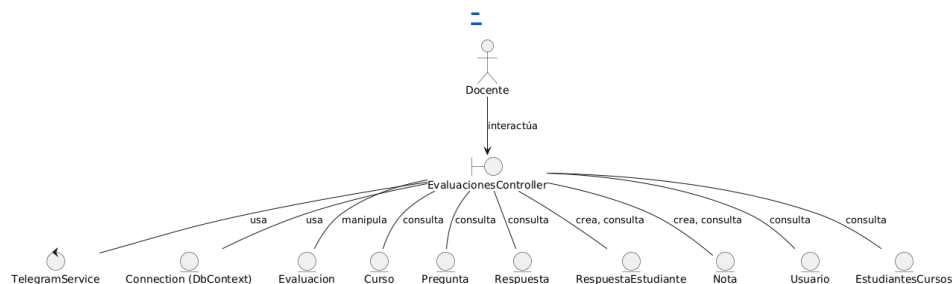 Docente
interactúa
EvaluacionesController
usa
usa
manipula
consulta
consulta
consulta
crea, consulta
crea, consulta
consulta
consulta
TelegramService
Connection (DbContext)
Evaluacion
Curso
Pregunta
Respuesta
RespuestaEstudiante
Nota
Usuario
EstudiantesCursos